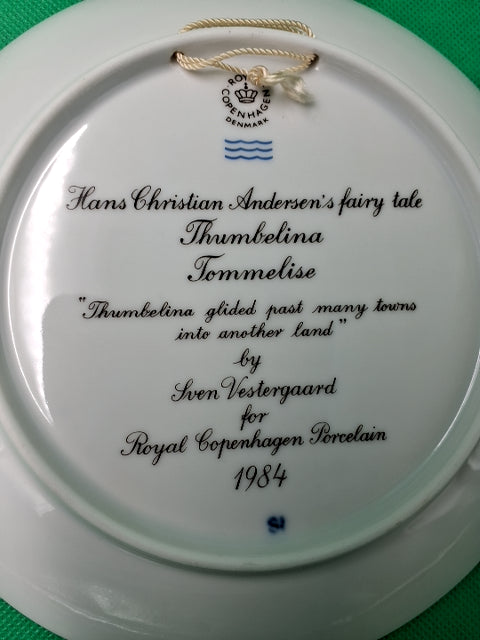 ROYAL
COPENHAGEN
DENMARK
Hans Christian Andersen's fairy tale
Thumbelina
Tommelise
"Thumbelina glided past many towns
into another land"
by
Sven Vestergaard
for
Royal Copenhagen Porcelain
1984